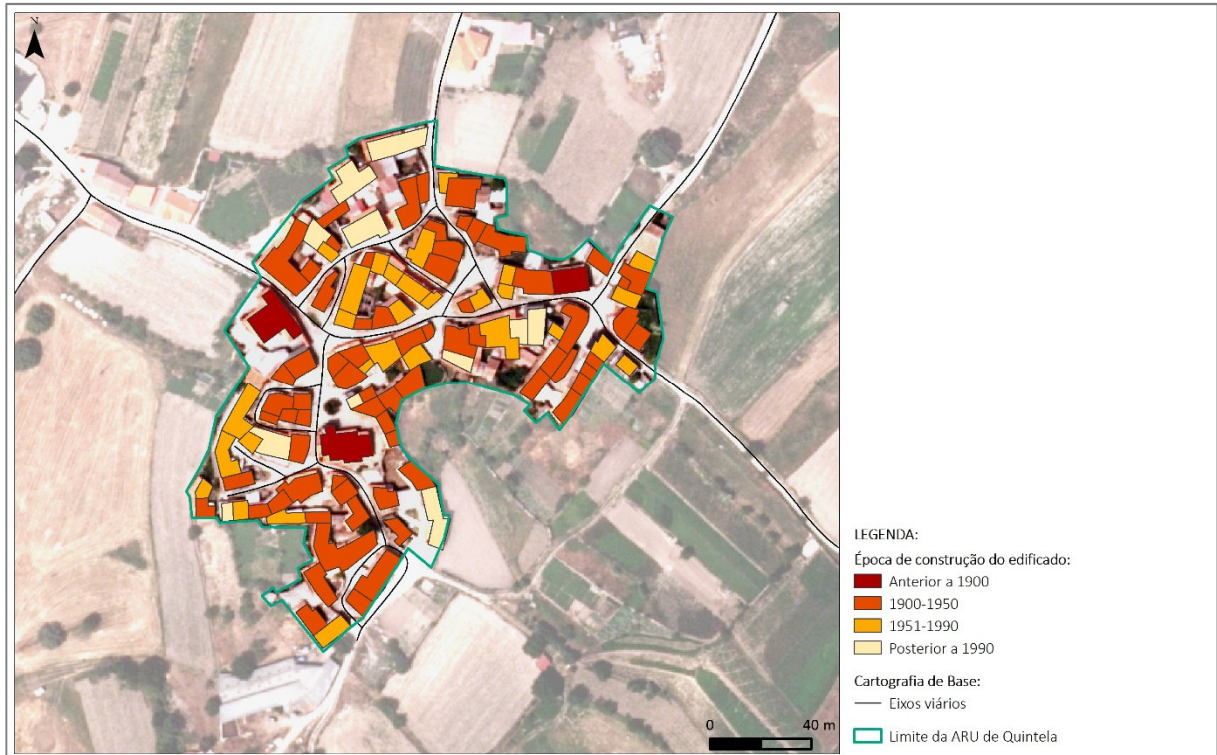 N
LEGENDA:
Época de construção do edificado:
Anterior a 1900
1900-1950
1951-1990
Posterior a 1990
Cartografia de Base:
Eixos viários
Limite da ARU de Quintela
0 40 m